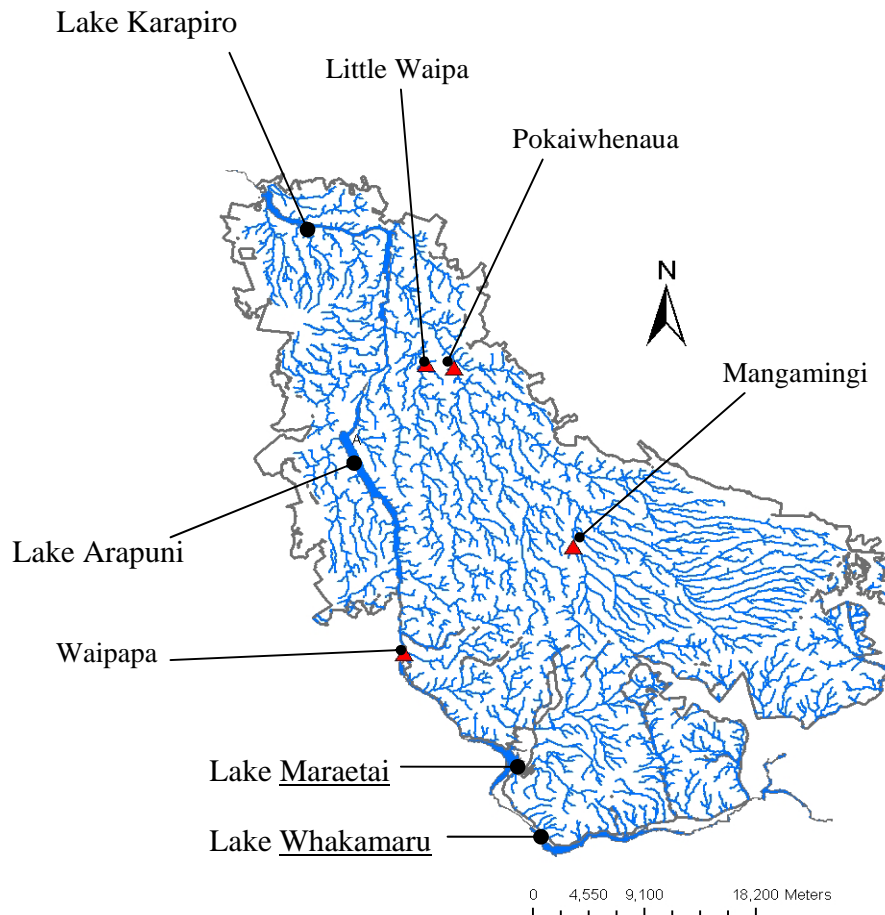 Lake Karapiro
Little Waipa
Pokaiwhenaua
N
Mangamingi
A
Lake Arapuni
Waipapa
Lake Maraetai
Lake Whakamaru
0 4,550 9,100 18,200 Meters